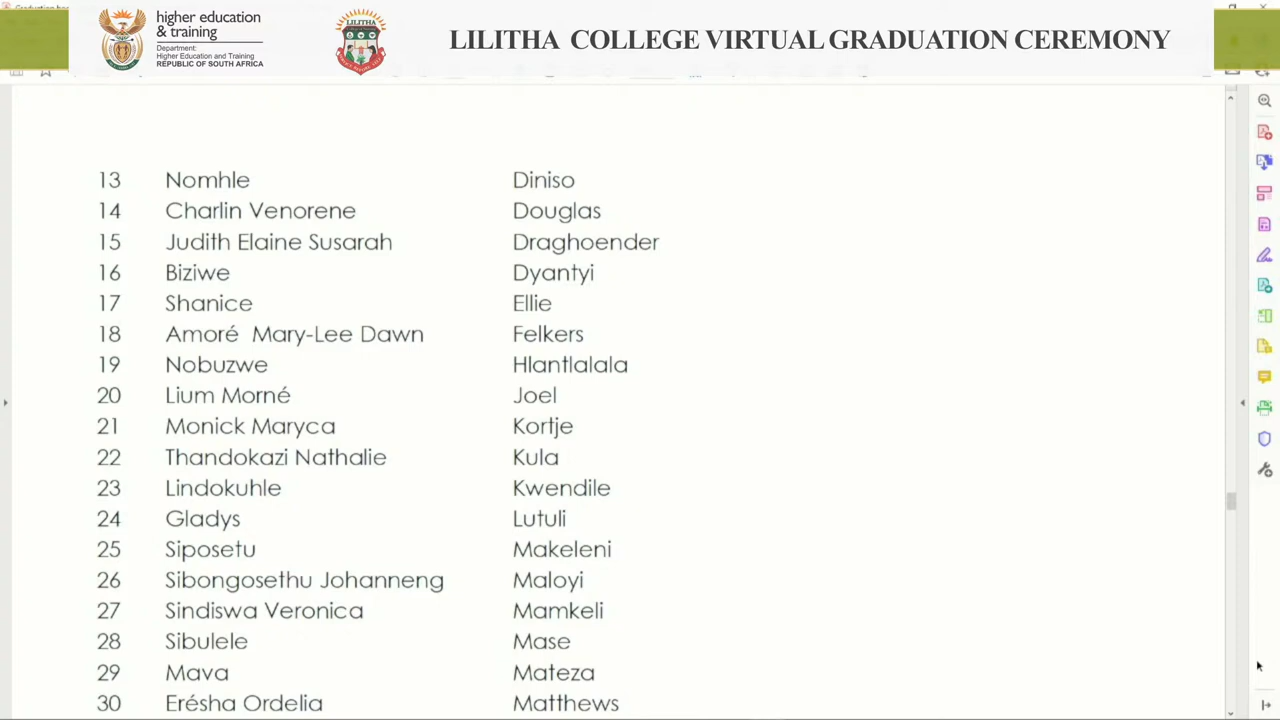 higher education
& training
Department:
Higher Education and Training
REPUBLIC OF SOUTH AFRICA
LILITHA
LILITHA COLLEGE VIRTUAL GRADUATION CEREMONY
13 Nomhle Diniso
14 Charlin Venorene Douglas
15 Judith Elaine Susarah Draghoender
16 Biziwe Dyantyi
17 Shanice Ellie
18 Amoré Mary-Lee Dawn Felkers
19 Nobuzwe Hlantlalala
20 Lium Morné Joel
21 Monick Maryca Kortje
22 Thandokazi Nathalie Kula
23 Lindokuhle Kwendile
24 Gladys Lutuli
25 Siposetu Makeleni
26 Sibongosethu Johanneng Maloyi
27 Sindiswa Veronica Mamkeli
28 Sibulele Mase
29 Mava Mateza
30 Erésha Ordelia Matthews